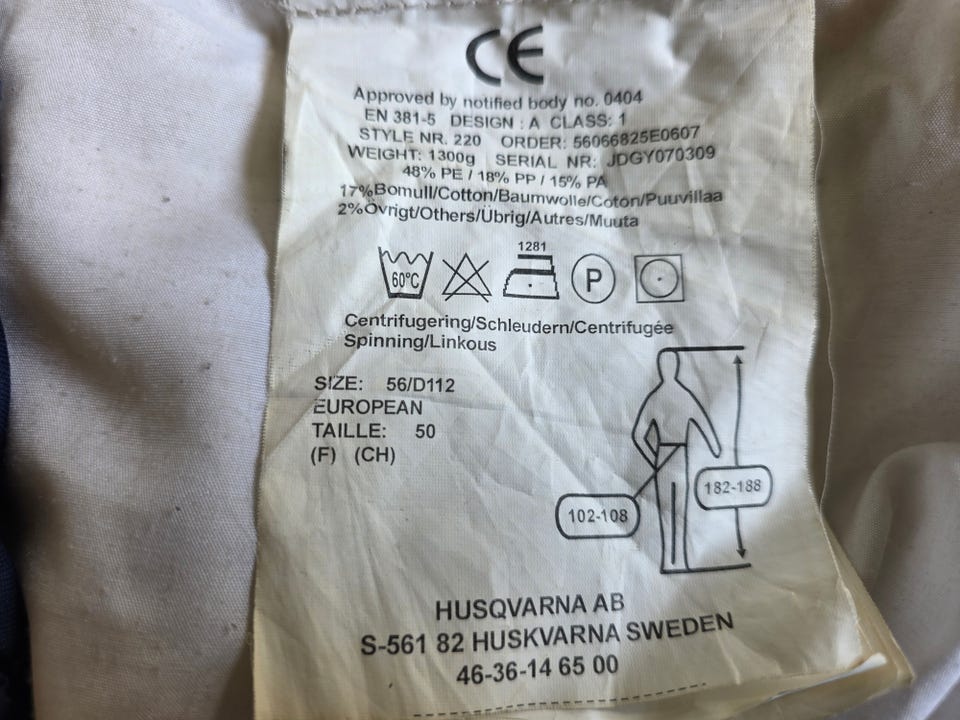 CE
Approved by notified body no. 0404
EN 381-5 DESIGN : A CLASS: 1
STYLE NR. 220 ORDER: 56066825E0607
WEIGHT: 1300g SERIAL NR: JDGY070309
48% PE / 18% PP / 15% PA
17%Bomull/Cotton/Baumwolle/Coton/Puuvillaa
2%Övrigt/Others/Übrig/Autres/Muuta
1281
60°C
P
Centrifugering/Schleudern/Centrifugée
Spinning/Linkous
SIZE: 56/D112
EUROPEAN
TAILLE: 50
(F) (CH)
182-188
102-108
HUSQVARNA AB
S-561 82 HUSKVARNA SWEDEN
46-36-14 65 00